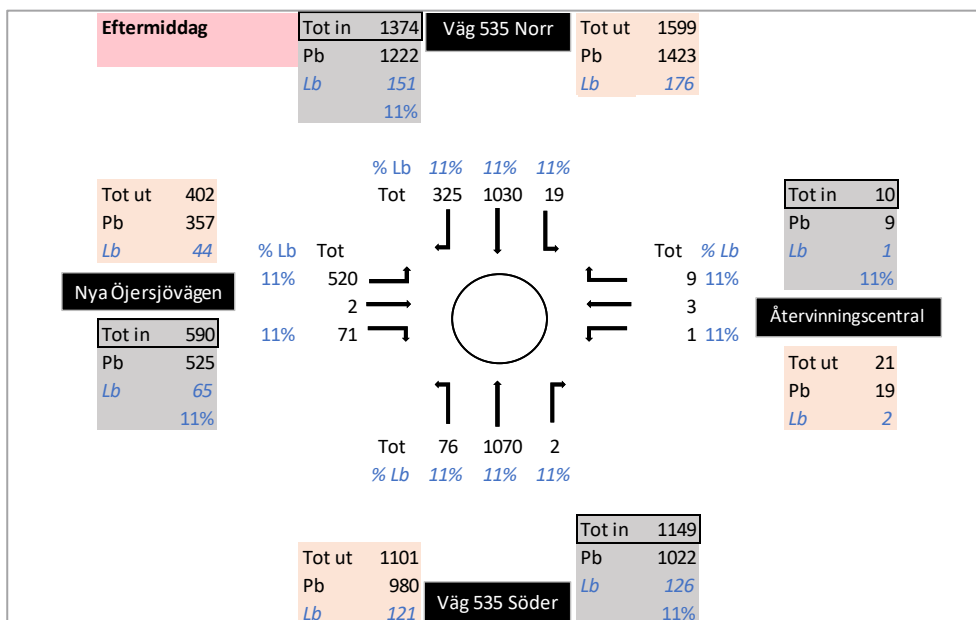 Eftermiddag Tot in 1374 Väg 535 Norr Tot ut 1599
Pb 1222 Pb 1423
Lb 151 Lb 176
11%
% Lb 11% 11% 11%
Tot ut 402 Tot 325 1030 19 Tot in 10
Pb 357 Pb 9
Lb 44 % Lb Tot Tot % Lb Lb 1
11% 520 9 11% 11%
Nya Öjersjövägen 2 3 Återvinningscentral
Tot in 590 11% 71 1 11%
Pb 525 Tot ut 21
Lb 65 Pb 19
11% Lb 2
Tot 76 1070 2
% Lb 11% 11% 11%
Tot in 1149
Tot ut 1101 Pb 1022
Pb 980 Väg 535 Söder Lb 126
Lb 121 11%